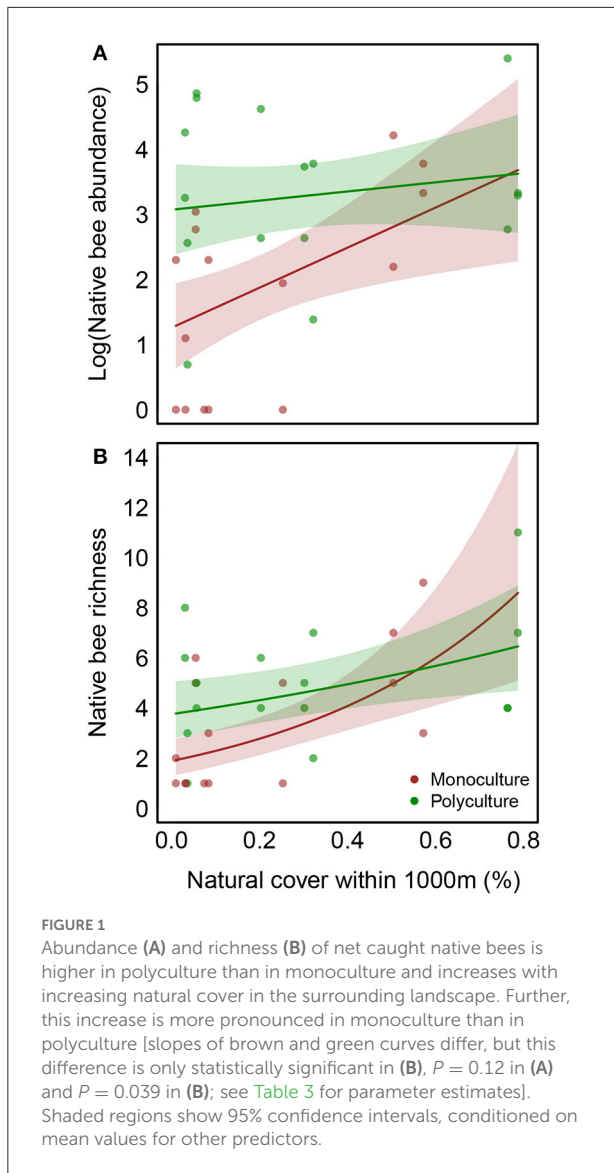 A
5
4
3
2
1
0
Log(Native bee abundance)
B
14
12
10
8
6
4
2
0
Native bee richness
Monoculture
Polyculture
0.0 0.2 0.4 0.6 0.8
Natural cover within 1000m (%)
FIGURE 1
Abundance (A) and richness (B) of net caught native bees is
higher in polyculture than in monoculture and increases with
increasing natural cover in the surrounding landscape. Further,
this increase is more pronounced in monoculture than in
polyculture [slopes of brown and green curves differ, but this
difference is only statistically significant in (B), P = 0.12 in (A)
and P = 0.039 in (B); see Table 3 for parameter estimates].
Shaded regions show 95% confidence intervals, conditioned on
mean values for other predictors.